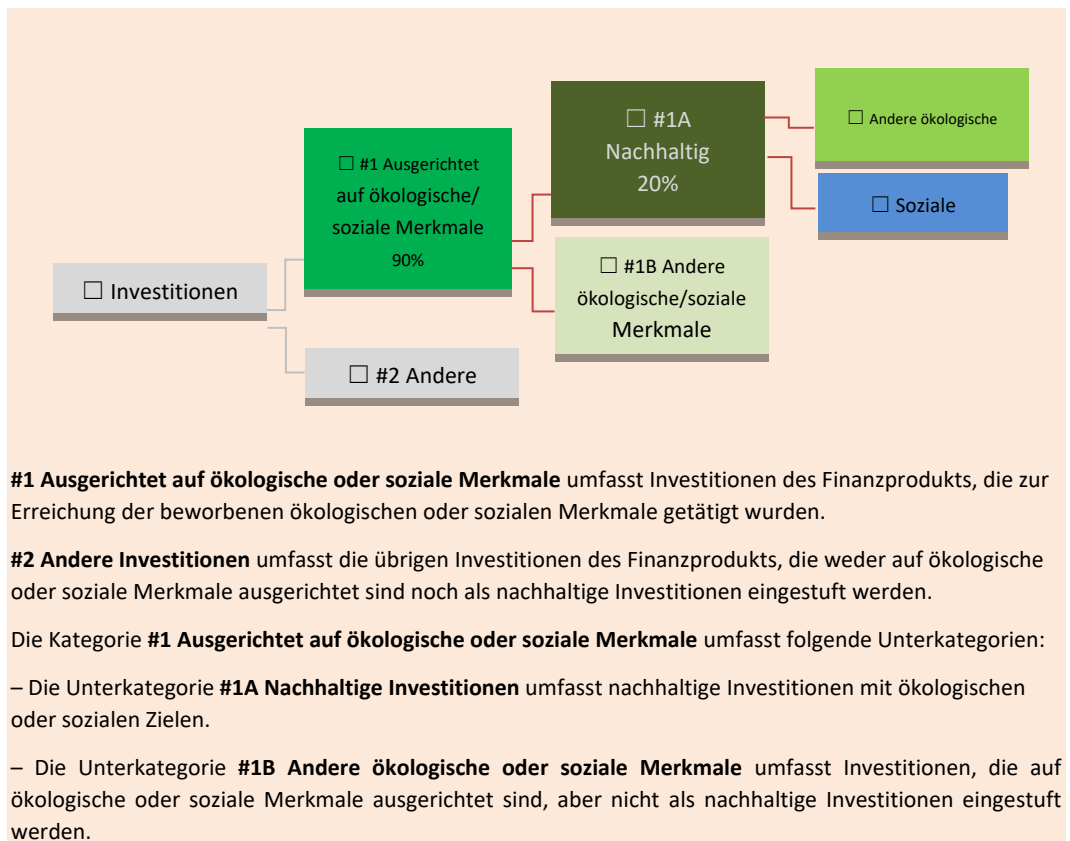 ☐ Investitionen
☐ #1 Ausgerichtet
auf ökologische/
soziale Merkmale
90%
☐ #2 Andere
☐ #1A
Nachhaltig
20%
☐ #1B Andere
ökologische/soziale
Merkmale
☐ Andere ökologische
☐ Soziale
#1 Ausgerichtet auf ökologische oder soziale Merkmale umfasst Investitionen des Finanzprodukts, die zur
Erreichung der beworbenen ökologischen oder sozialen Merkmale getätigt wurden.
#2 Andere Investitionen umfasst die übrigen Investitionen des Finanzprodukts, die weder auf ökologische
oder soziale Merkmale ausgerichtet sind noch als nachhaltige Investitionen eingestuft werden.
Die Kategorie #1 Ausgerichtet auf ökologische oder soziale Merkmale umfasst folgende Unterkategorien:
– Die Unterkategorie #1A Nachhaltige Investitionen umfasst nachhaltige Investitionen mit ökologischen
oder sozialen Zielen.
– Die Unterkategorie #1B Andere ökologische oder soziale Merkmale umfasst Investitionen, die auf
ökologische oder soziale Merkmale ausgerichtet sind, aber nicht als nachhaltige Investitionen eingestuft
werden.